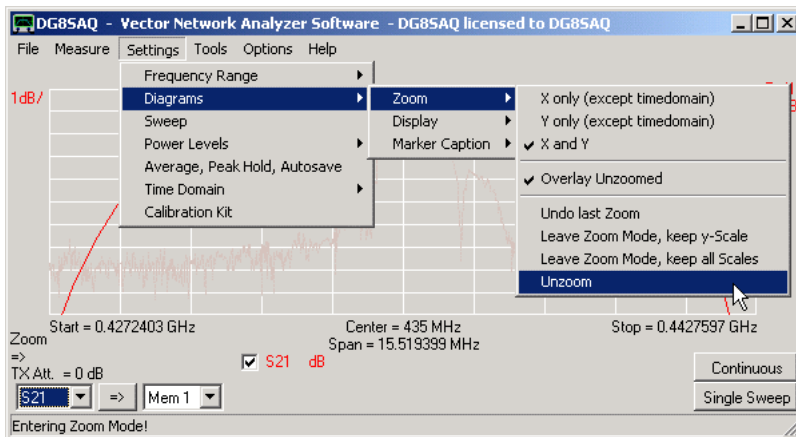 DG8SAQ - Vector Network Analyzer Software - DG8SAQ licensed to DG8SAQ
File Measure Settings Tools Options Help
1dB/
Frequency Range
Diagrams
Sweep
Power Levels
Average, Peak Hold, Autosave
Time Domain
Calibration Kit
Zoom
Display
Marker Caption
X only (except timedomain)
Y only (except timedomain)
X and Y
Overlay Unzoomed
Undo last Zoom
Leave Zoom Mode, keep y-Scale
Leave Zoom Mode, keep all Scales
Unzoom
Start = 0.4272403 GHz Center = 435 MHz Stop = 0.4427597 GHz
Zoom Span = 15.519399 MHz
=>
TX Att. = 0 dB S21 dB Continuous
S21 => Mem 1 Single Sweep
Entering Zoom Mode!